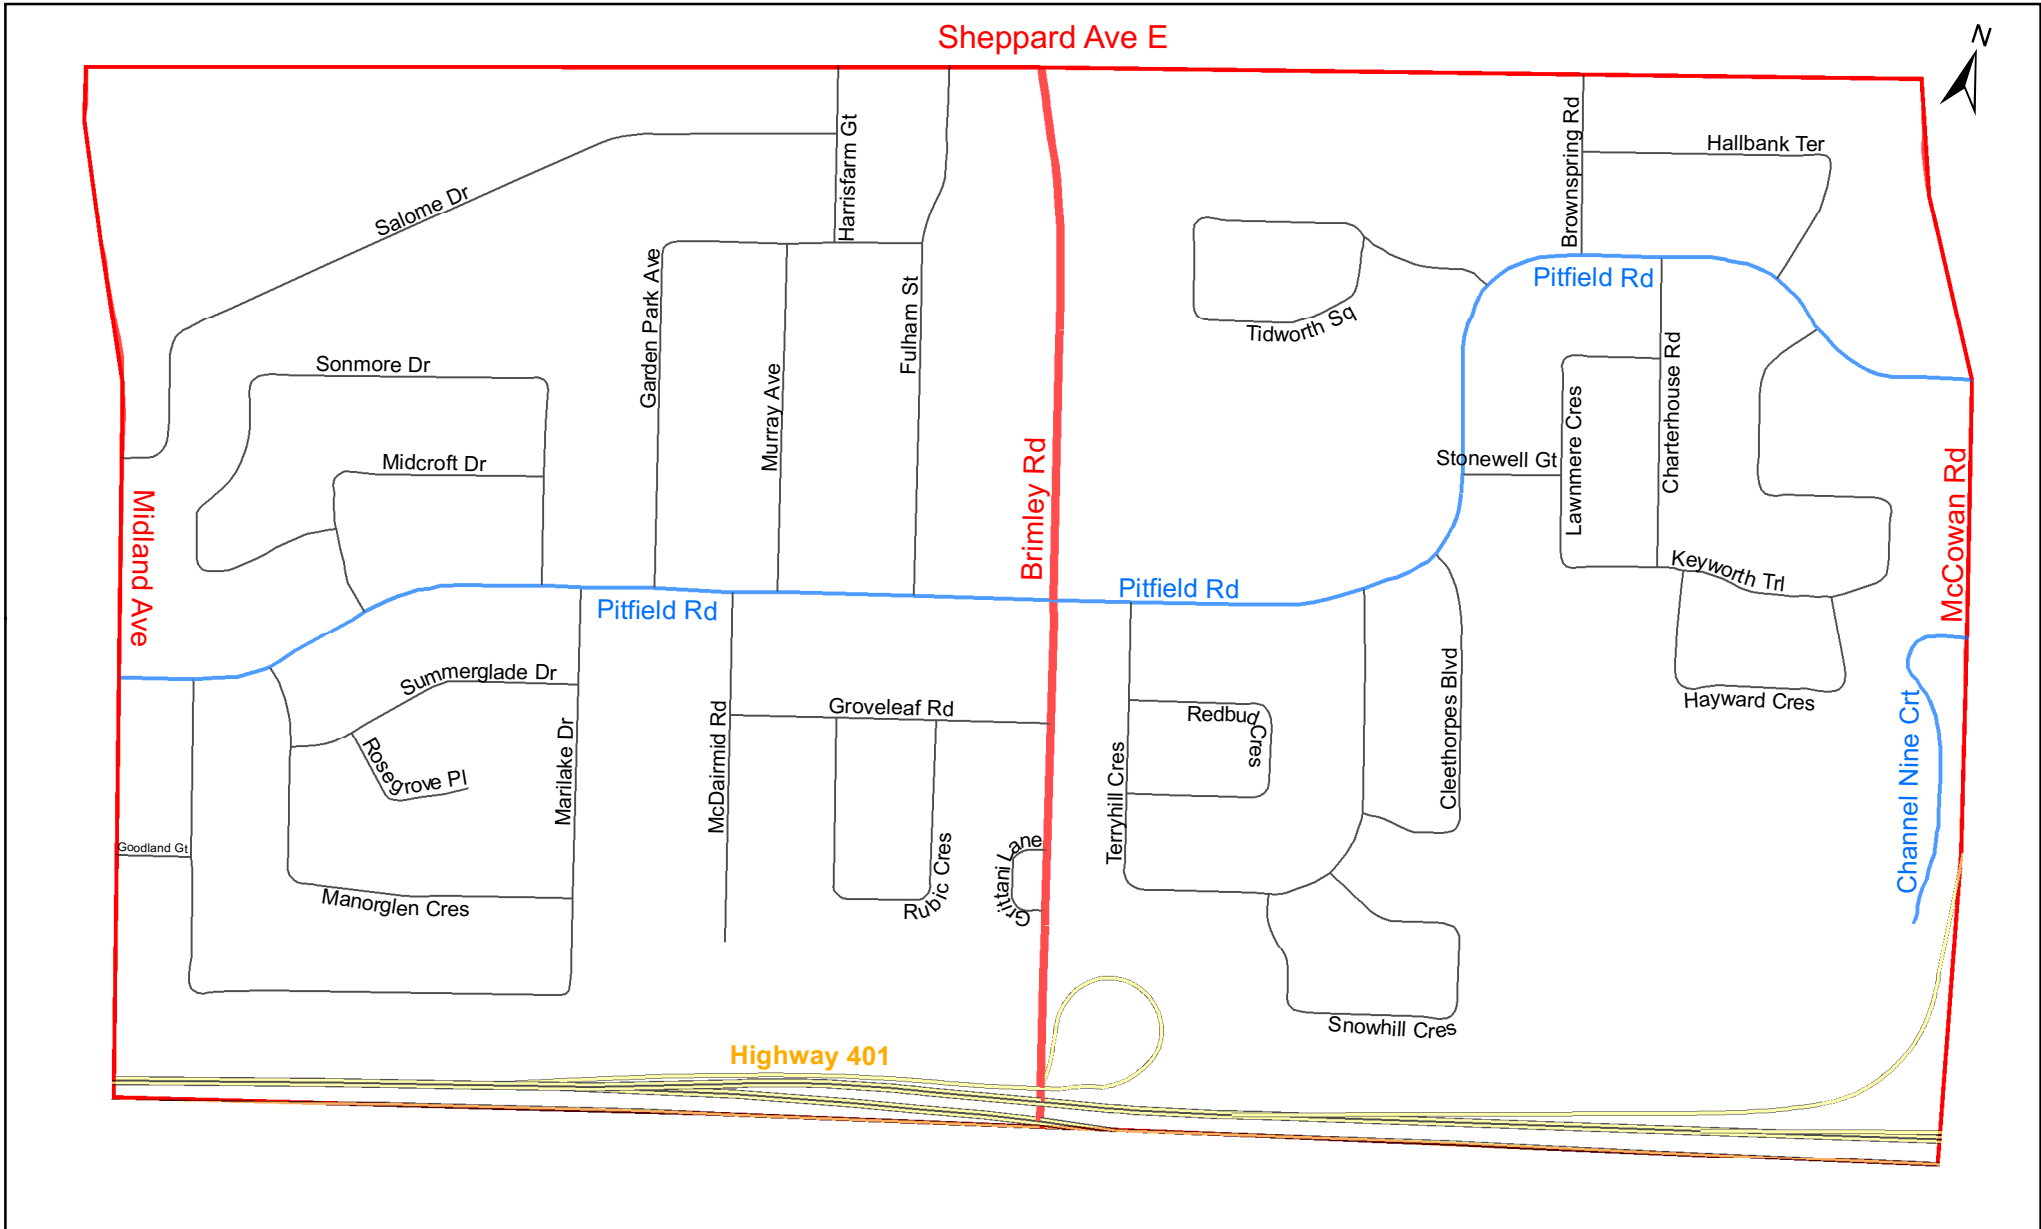 Sheppard Ave E
N
Harrisfarm Gt
Brownspring Rd
Hallbank Ter
Salome Dr
Garden Park Ave
Fulham St
Pitfield Rd
Tidworth Sq
Sonmore Dr
Murray Ave
Charterhouse Rd
Lawnmere Cres
Midcroft Dr
Stonewell Gt
Brimley Rd
McCowan Rd
Midland Ave
Keyworth Trl
Pitfield Rd
Pitfield Rd
Summerglade Dr
Cleethorpes Blvd
Hayward Cres
Channel Nine Crt
Groveleaf Rd
Redbud Cres
McDairmid Rd
Marilake Dr
Rosegrove Pl
Terryhill Cres
Goodland Gt
Grittani Lane
Rubic Cres
Manorglen Cres
Snowhill Cres
Highway 401